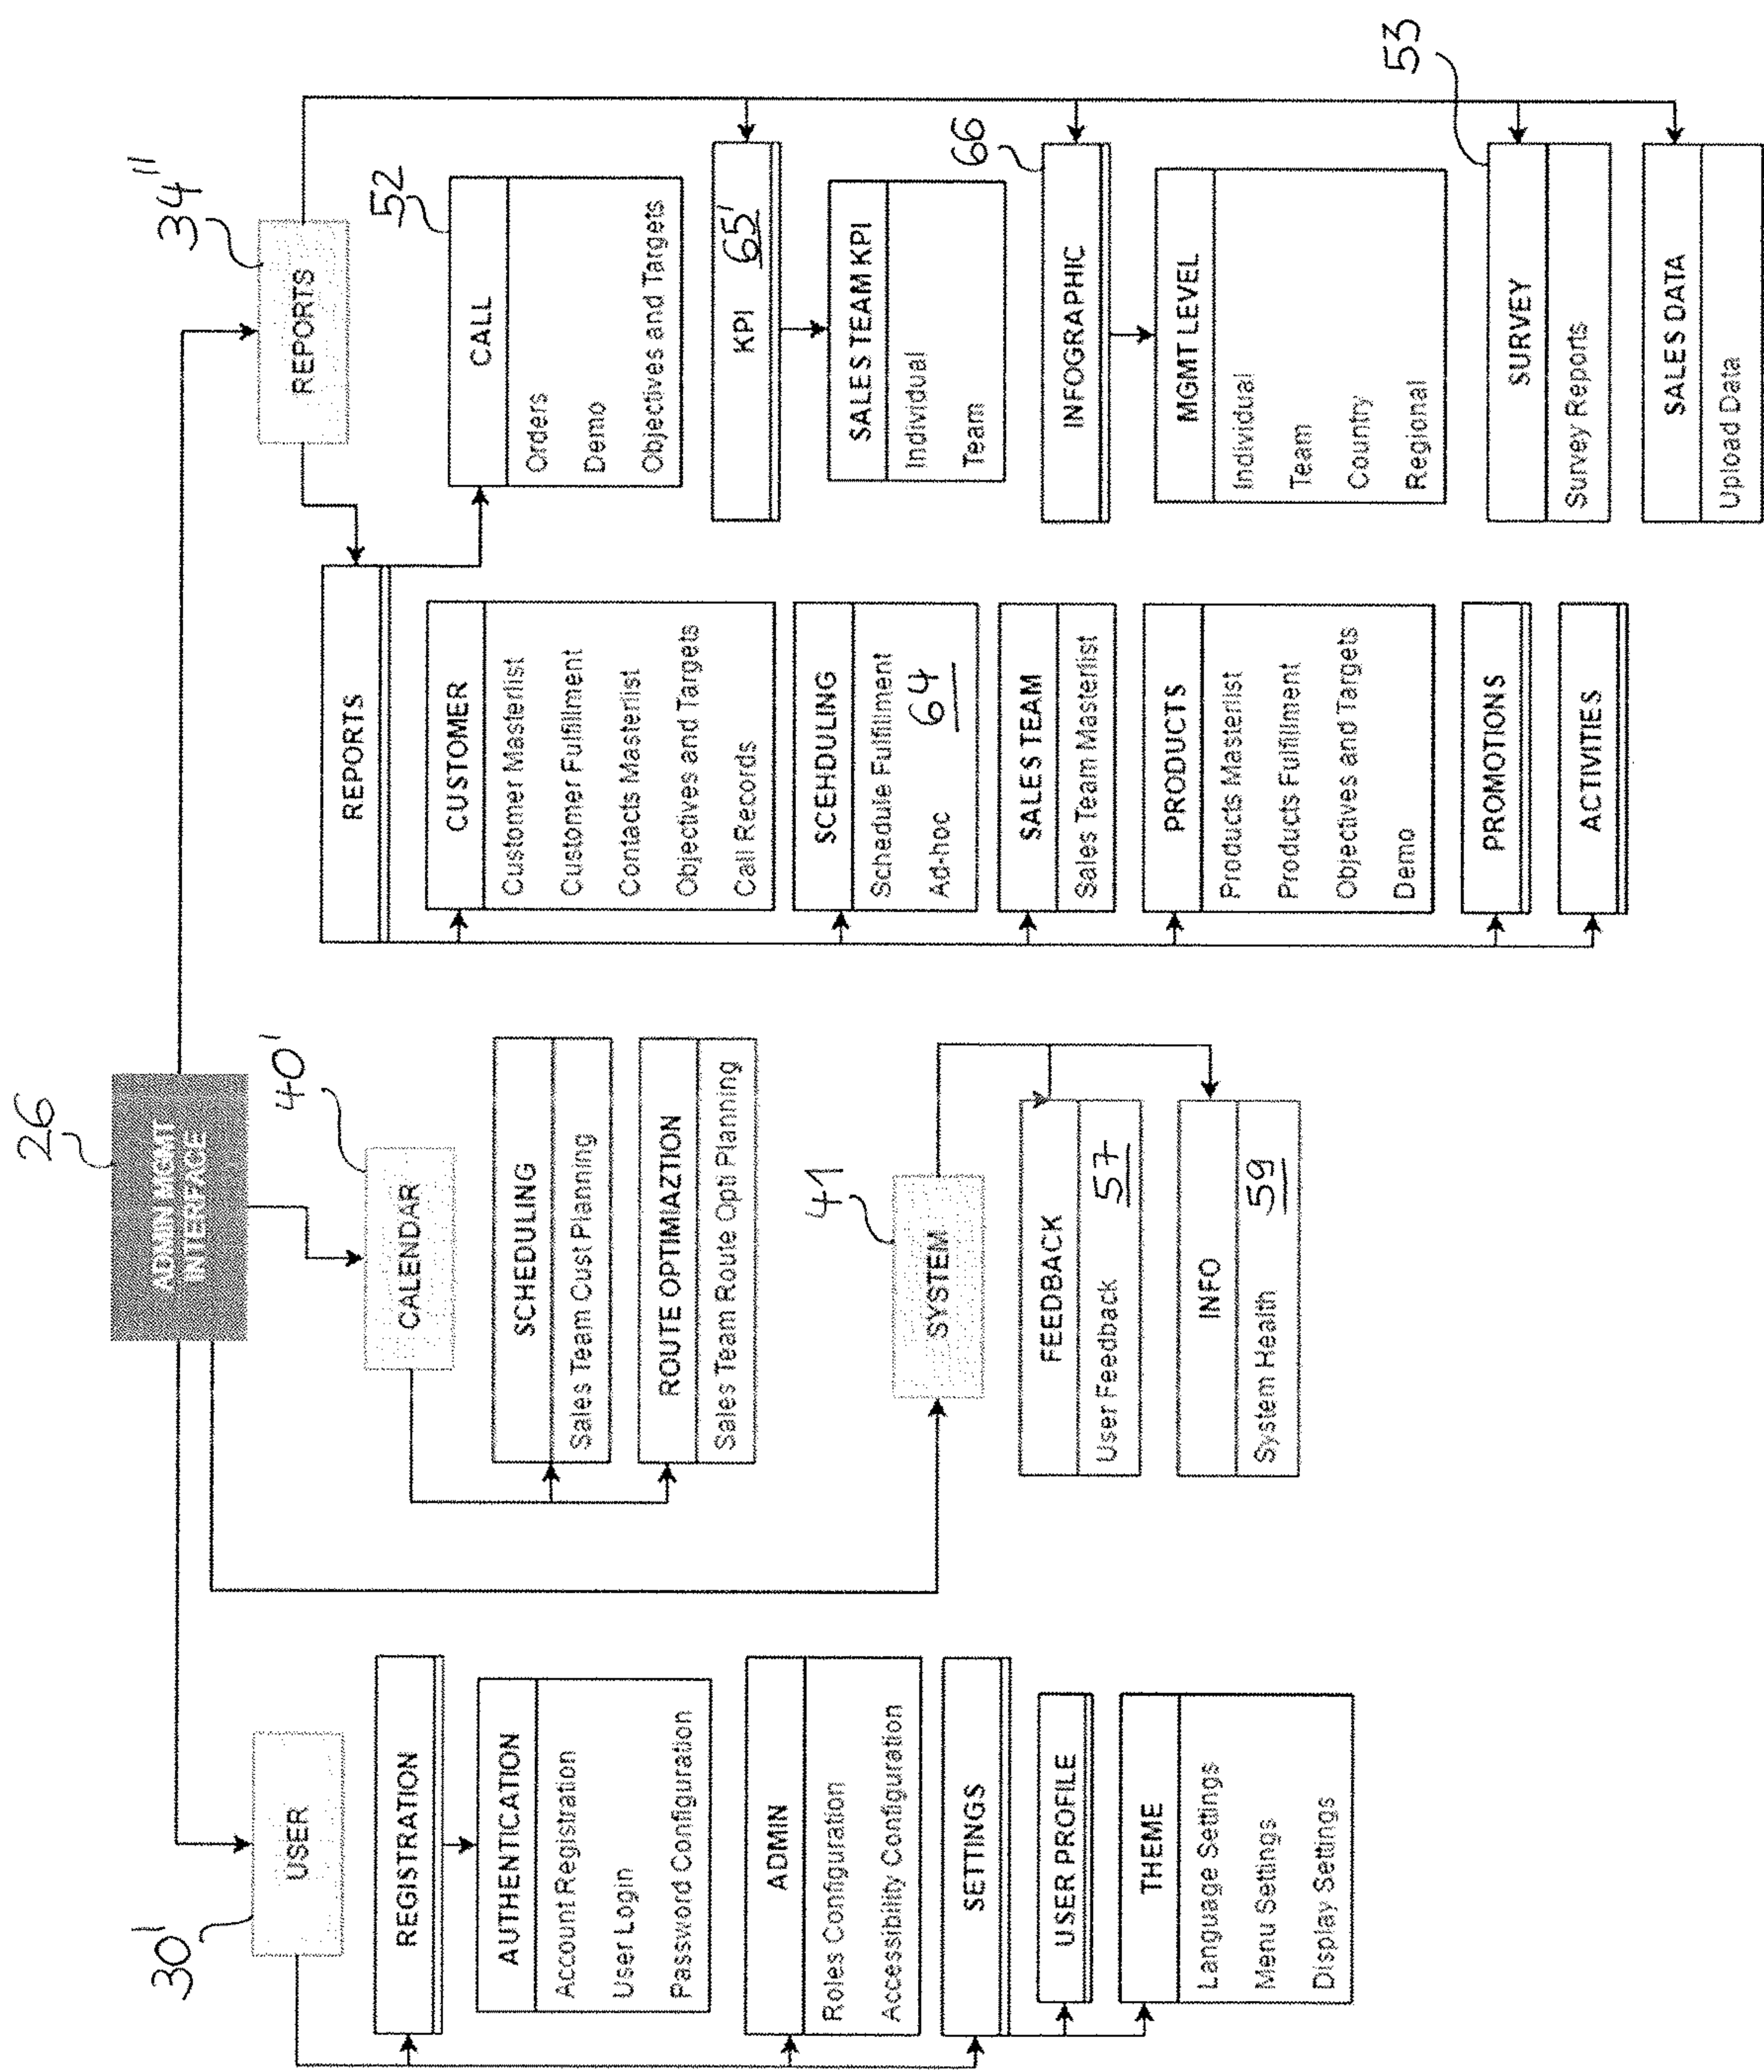 26
ADMIN MGMT
INTERFACE
30'
USER
REGISTRATION
AUTHENTICATION
Account Registration
User Login
Password Configuration
ADMIN
Roles Configuration
Accessibility Configuration
SETTINGS
USER PROFILE
THEME
Language Settings
Menu Settings
Display Settings
40'
CALENDAR
SCHEDULING
Sales Team Cust Planning
ROUTE OPTIMIAZTION
Sales Team Route Opti Planning
41
SYSTEM
FEEDBACK
User Feedback 57
INFO
System Health 59
34''
REPORTS
REPORTS
CUSTOMER
Customer Masterlist
Customer Fulfillment
Contacts Masterlist
Objectives and Targets
Call Records
SCEHDULING
Schedule Fulfillment
Ad-hoc 64
SALES TEAM
Sales Team Masterlist
PRODUCTS
Products Masterlist
Products Fulfillment
Objectives and Targets
Demo
PROMOTIONS
ACTIVITIES
52
CALL
Orders
Demo
Objectives and Targets
KPI 65'
SALES TEAM KPI
Individual
Team
66
INFOGRAPHIC
MGMT LEVEL
Individual
Team
Country
Regional
53
SURVEY
Survey Reports
SALES DATA
Upload Data